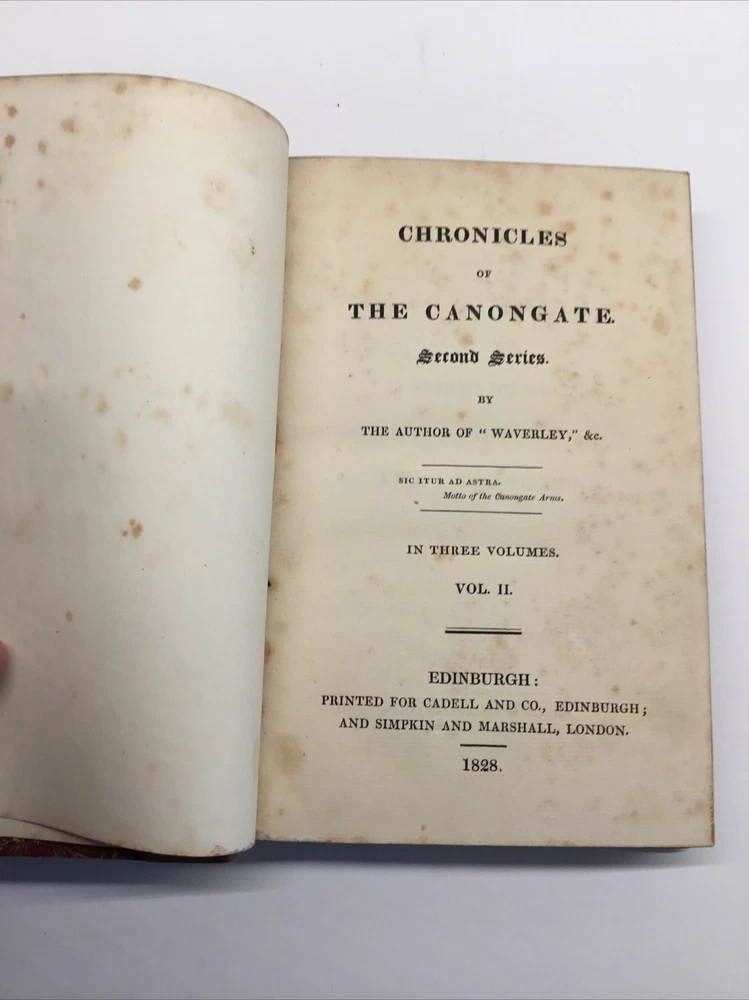 CHRONICLES
OF
THE CANONGATE.
Second Series.
BY
THE AUTHOR OF “ WAVERLEY,” &c.
SIC ITUR AD ASTRA.
Motto of the Canongate Arms.
IN THREE VOLUMES.
VOL. II.
EDINBURGH:
PRINTED FOR CADELL AND CO., EDINBURGH;
AND SIMPKIN AND MARSHALL, LONDON.
1828.